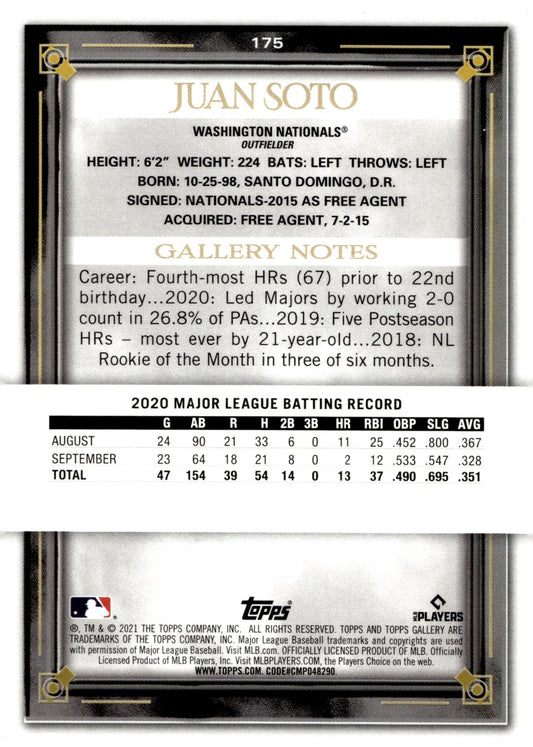 175
JUAN SOTO
WASHINGTON NATIONALS®
OUTFIELDER
HEIGHT: 6'2" WEIGHT: 224 BATS: LEFT THROWS: LEFT
BORN: 10-25-98, SANTO DOMINGO, D.R.
SIGNED: NATIONALS-2015 AS FREE AGENT
ACQUIRED: FREE AGENT, 7-2-15
GALLERY NOTES
Career: Fourth-most HRs (67) prior to 22nd
birthday...2020: Led Majors by working 2-0
count in 26.8% of PAs...2019: Five Postseason
HRs – most ever by 21-year-old...2018: NL
Rookie of the Month in three of six months.
2020 MAJOR LEAGUE BATTING RECORD
G AB R H 2B 3B HR RBI OBP SLG AVG
AUGUST 24 90 21 33 6 0 11 25 .452 .800 .367
SEPTEMBER 23 64 18 21 8 0 2 12 .533 .547 .328
TOTAL 47 154 39 54 14 0 13 37 .490 .695 .351
Topps
MLB PLAYERS
®, TM & © 2021 THE TOPPS COMPANY, INC. ALL RIGHTS RESERVED. TOPPS AND TOPPS GALLERY ARE
TRADEMARKS OF THE TOPPS COMPANY, INC. Major League Baseball trademarks and copyrights are used
with permission of Major League Baseball. Visit MLB.com. OFFICIALLY LICENSED PRODUCT OF MLB. Officially
Licensed Product of MLB Players, Inc. Visit MLBPLAYERS.COM, the Players Choice on the web.
WWW.TOPPS.COM. CODE#CMP048290